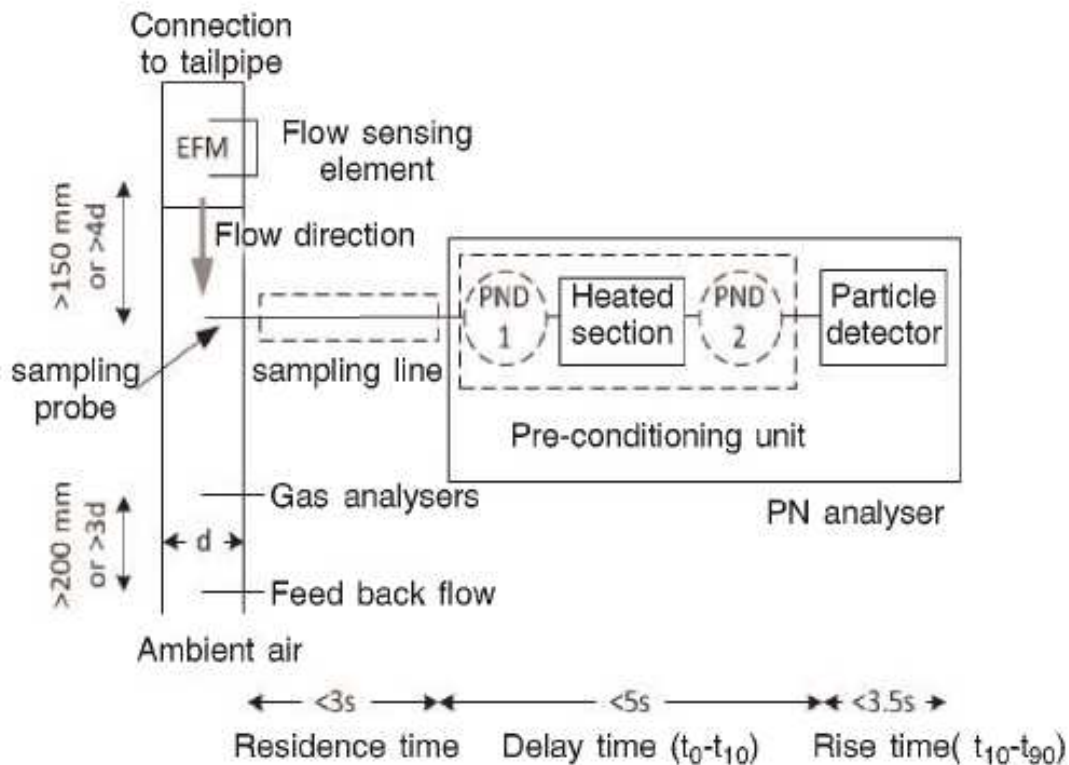 Connection
to tailpipe
EFM
Flow sensing
element
>150 mm
or >4d
Flow direction
sampling
probe
sampling line
PND
1
Heated
section
PND
2
Particle
detector
Pre-conditioning unit
PN analyser
Gas analysers
>200 mm
or >3d
d
Feed back flow
Ambient air
<3s
<5s
<3.5s
Residence time
Delay time (t0-t10)
Rise time( t10-t90)